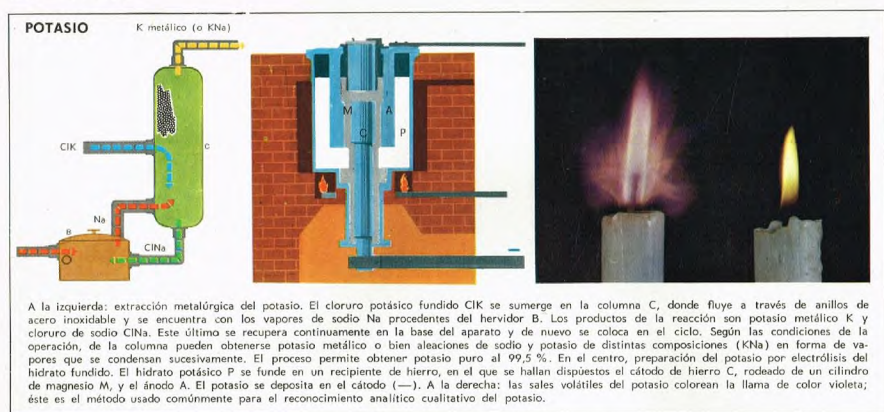 POTASIO
K metálico (o KNa)
ClK
C
Na
B
ClNa
M
A
C
P
A la izquierda: extracción metalúrgica del potasio. El cloruro potásico fundido ClK se sumerge en la columna C, donde fluye a través de anillos de
acero inoxidable y se encuentra con los vapores de sodio Na procedentes del hervidor B. Los productos de la reacción son potasio metálico K y
cloruro de sodio ClNa. Este último se recupera continuamente en la base del aparato y de nuevo se coloca en el ciclo. Según las condiciones de la
operación, de la columna pueden obtenerse potasio metálico o bien aleaciones de sodio y potasio de distintas composiciones (KNa) en forma de va-
pores que se condensan sucesivamente. El proceso permite obtener potasio puro al 99,5 %. En el centro, preparación del potasio por electrólisis del
hidrato fundido. El hidrato potásico P se funde en un recipiente de hierro, en el que se hallan dispúestos el cátodo de hierro C, rodeado de un cilindro
de magnesio M, y el ánodo A. El potasio se deposita en el cátodo (—). A la derecha: las sales volátiles del potasio colorean la llama de color violeta;
éste es el método usado comúnmente para el reconocimiento analítico cualitativo del potasio.